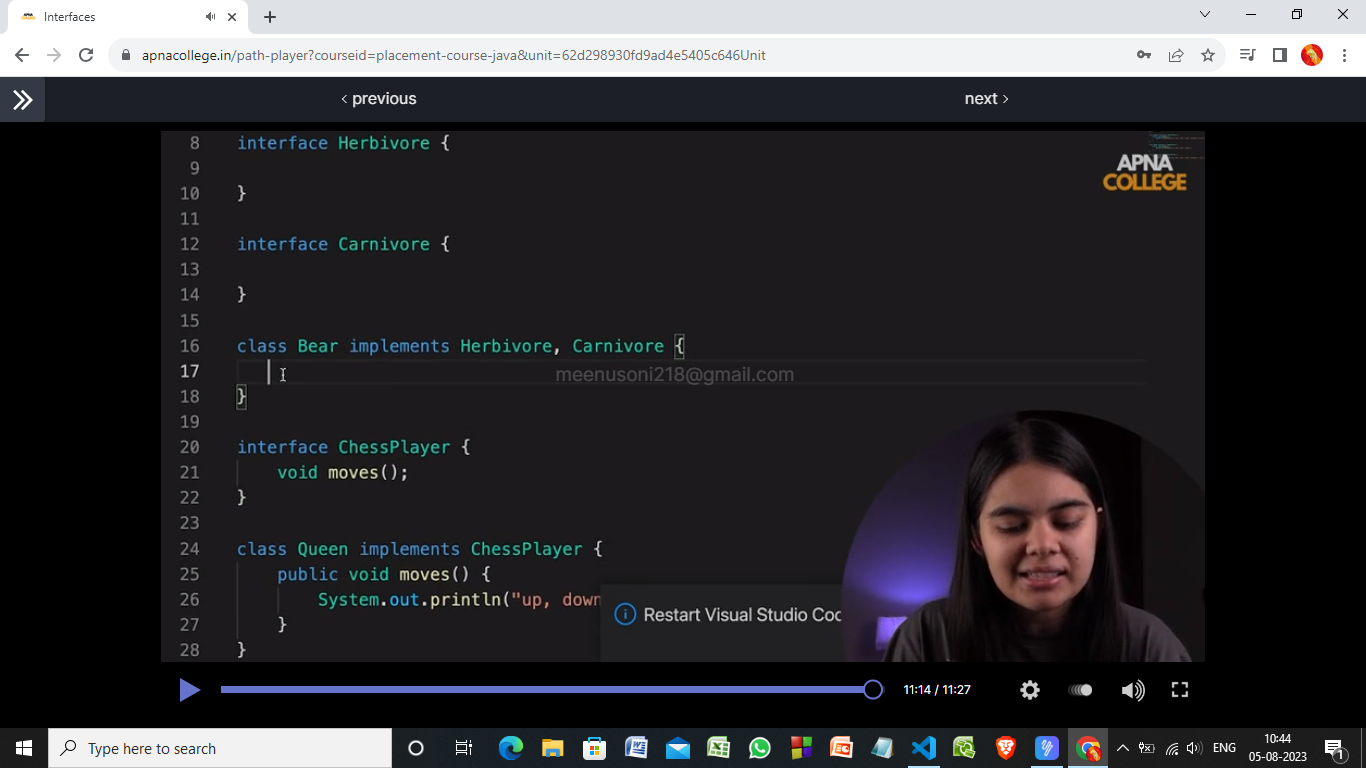 Interfaces
apnacollege.in/path-player?courseid=placement-course-java&unit=62d298930fd9ad4e5405c646Unit
previous
next
8 interface Herbivore {
9
10 }
11
12 interface Carnivore {
13
14 }
15
16 class Bear implements Herbivore, Carnivore {
17
18 }
19
20 interface ChessPlayer {
21 void moves();
22 }
23
24 class Queen implements ChessPlayer {
25 public void moves() {
26 System.out.println("up, down
27 }
28 }
APNA
COLLEGE
meenusoni218@gmail.com
Restart Visual Studio Cod
11:14 / 11:27
Type here to search
ENG
10:44
05-08-2023
1